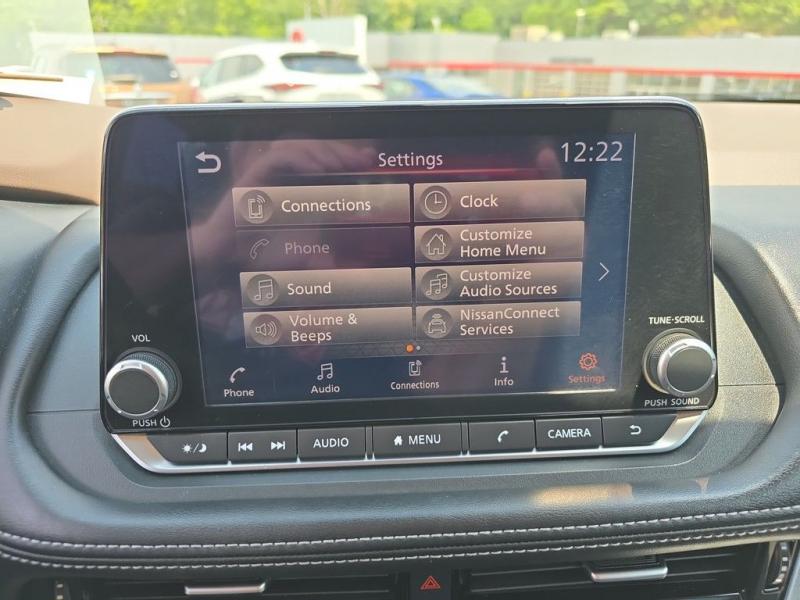 Settings
12:22
Connections
Clock
Phone
Customize
Home Menu
Sound
Customize
Audio Sources
Volume &
Beeps
NissanConnect
Services
Phone
Audio
Connections
Info
Settings
VOL
PUSH
TUNE·SCROLL
PUSH SOUND
AUDIO
MENU
CAMERA